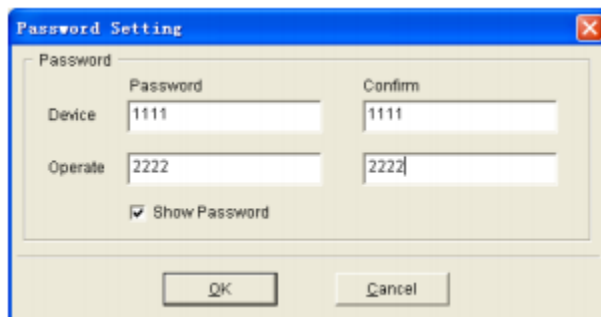 Password Setting
Password
Password Confirm
Device 1111 1111
Operate 2222 2222
Show Password
OK Cancel